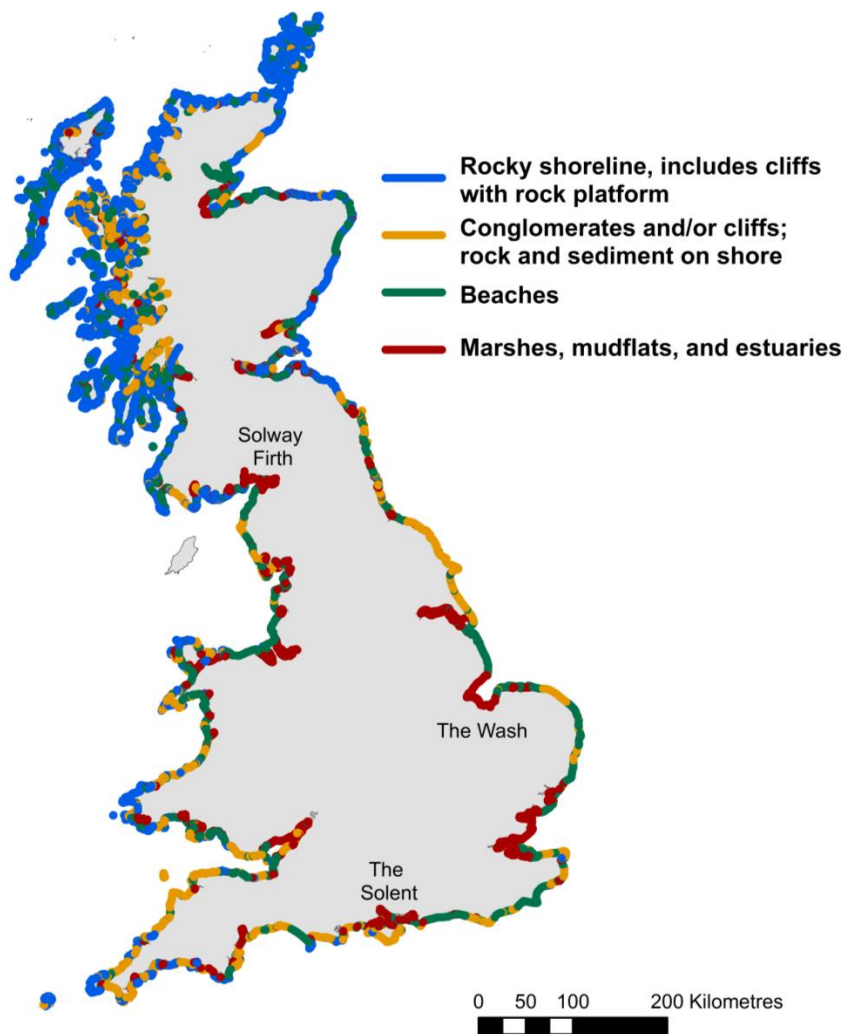 Rocky shoreline, includes cliffs
with rock platform
Conglomerates and/or cliffs;
rock and sediment on shore
Beaches
Marshes, mudflats, and estuaries
Solway
Firth
The Wash
The
Solent
0 50 100 200 Kilometres